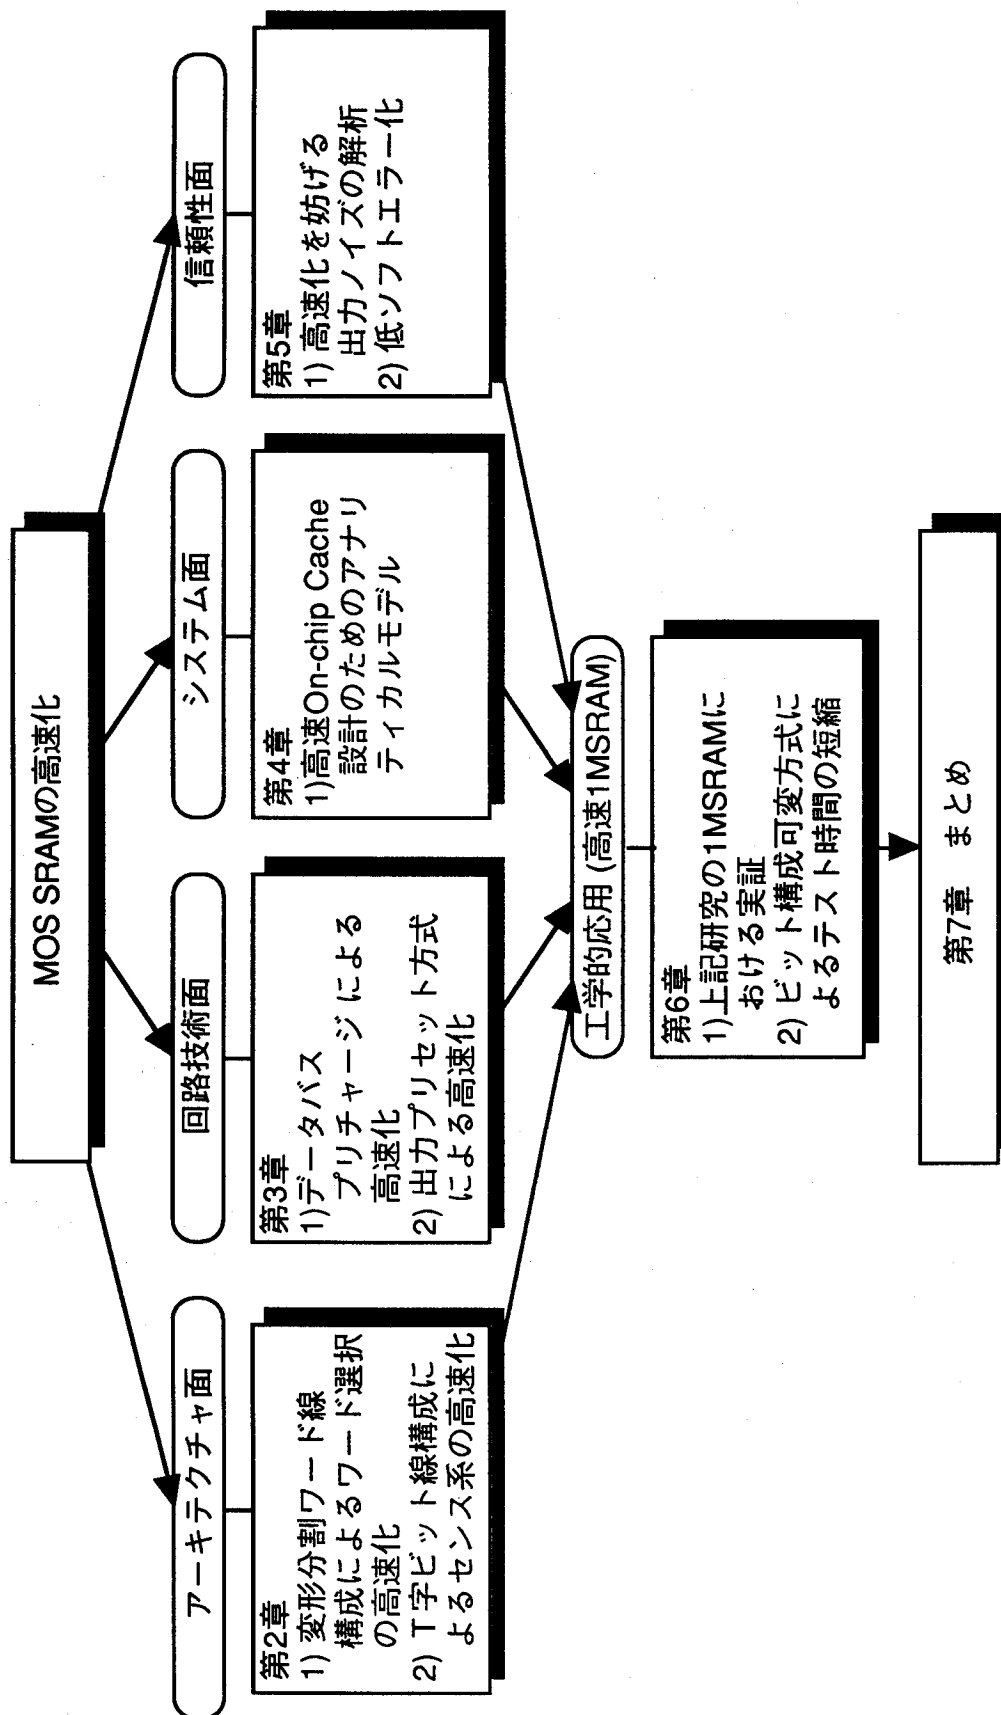 MOS SRAMの高速化
アーキテクチャ面
第2章
1) 変形分割ワード線
構成によるワード選択
の高速化
2) T字ビット線構成に
よるセンス系の高速化
回路技術面
第3章
1)データバス
プリチャージによる
高速化
2) 出力プリセット方式
による高速化
システム面
第4章
1)高速On-chip Cache
設計のためのアナリ
ティカルモデル
信頼性面
第5章
1) 高速化を妨げる
出力ノイズの解析
2) 低ソフトエラー化
工学的応用 (高速1MSRAM)
第6章
1)上記研究の1MSRAMに
おける実証
2) ビット構成可変方式に
よるテスト時間の短縮
第7章 まとめ